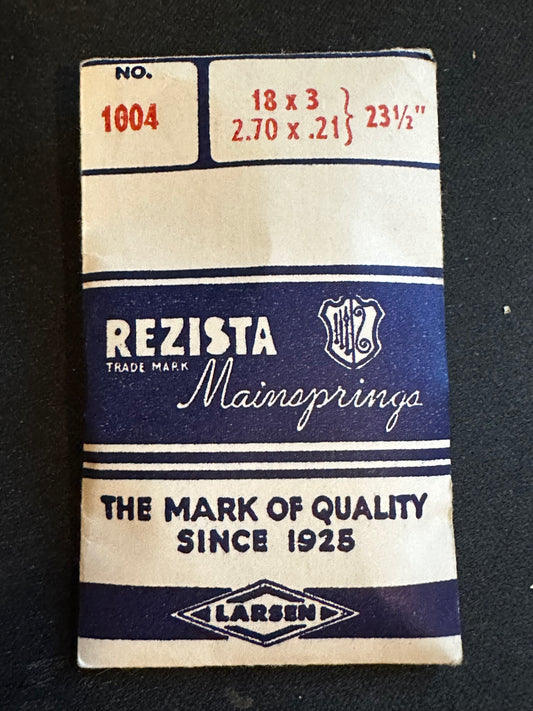 NO.
1004
18 x 3
2.70 x .21} 23½"
REZISTA
TRADE MARK
Mainsprings
THE MARK OF QUALITY
SINCE 1925
LARSEN